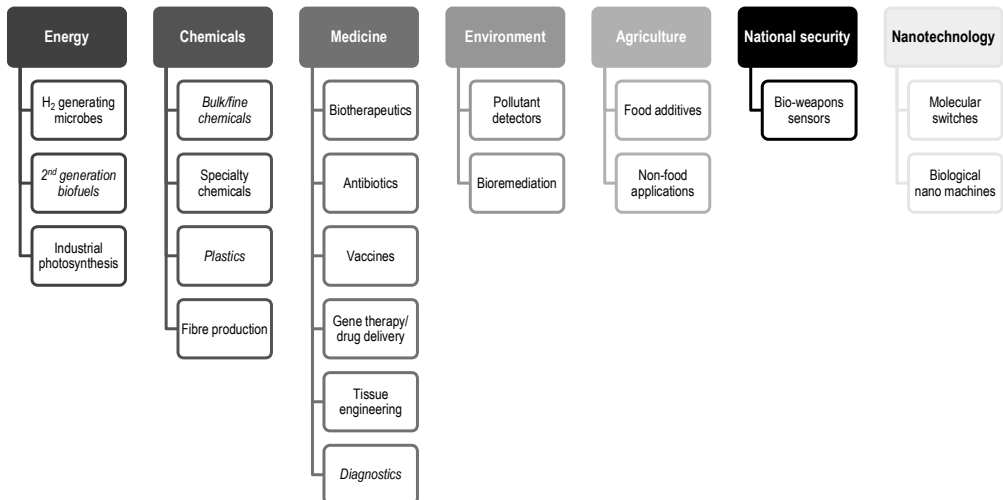 Energy
H₂ generating
microbes
2nd generation
biofuels
Industrial
photosynthesis
Chemicals
Bulk/fine
chemicals
Specialty
chemicals
Plastics
Fibre production
Medicine
Biotherapeutics
Antibiotics
Vaccines
Gene therapy/
drug delivery
Tissue
engineering
Diagnostics
Environment
Pollutant
detectors
Bioremediation
Agriculture
Food additives
Non-food
applications
National security
Bio-weapons
sensors
Nanotechnology
Molecular
switches
Biological
nano machines